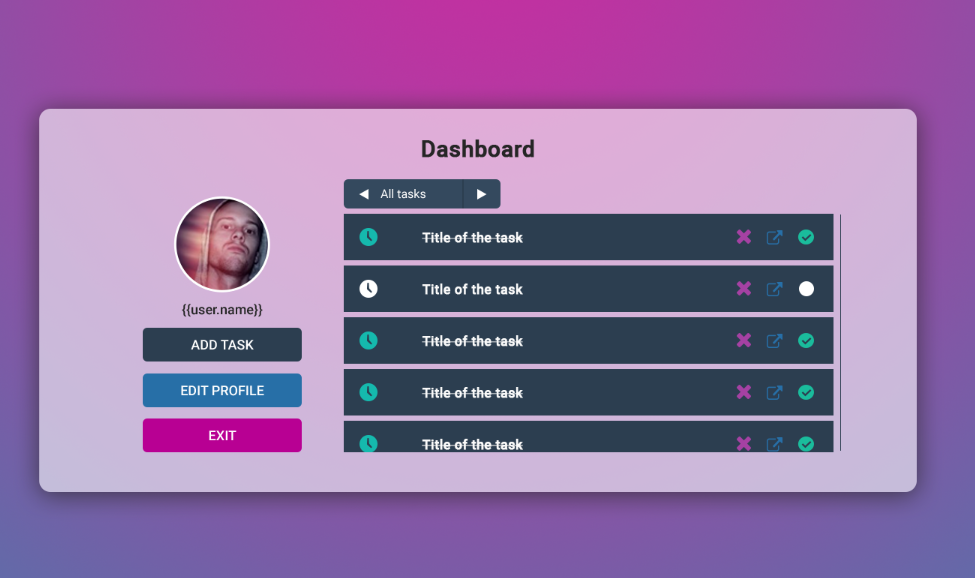 Dashboard
All tasks
Title of the task
Title of the task
{{user.name}}
ADD TASK
Title of the task
EDIT PROFILE
Title of the task
EXIT
Title of the task